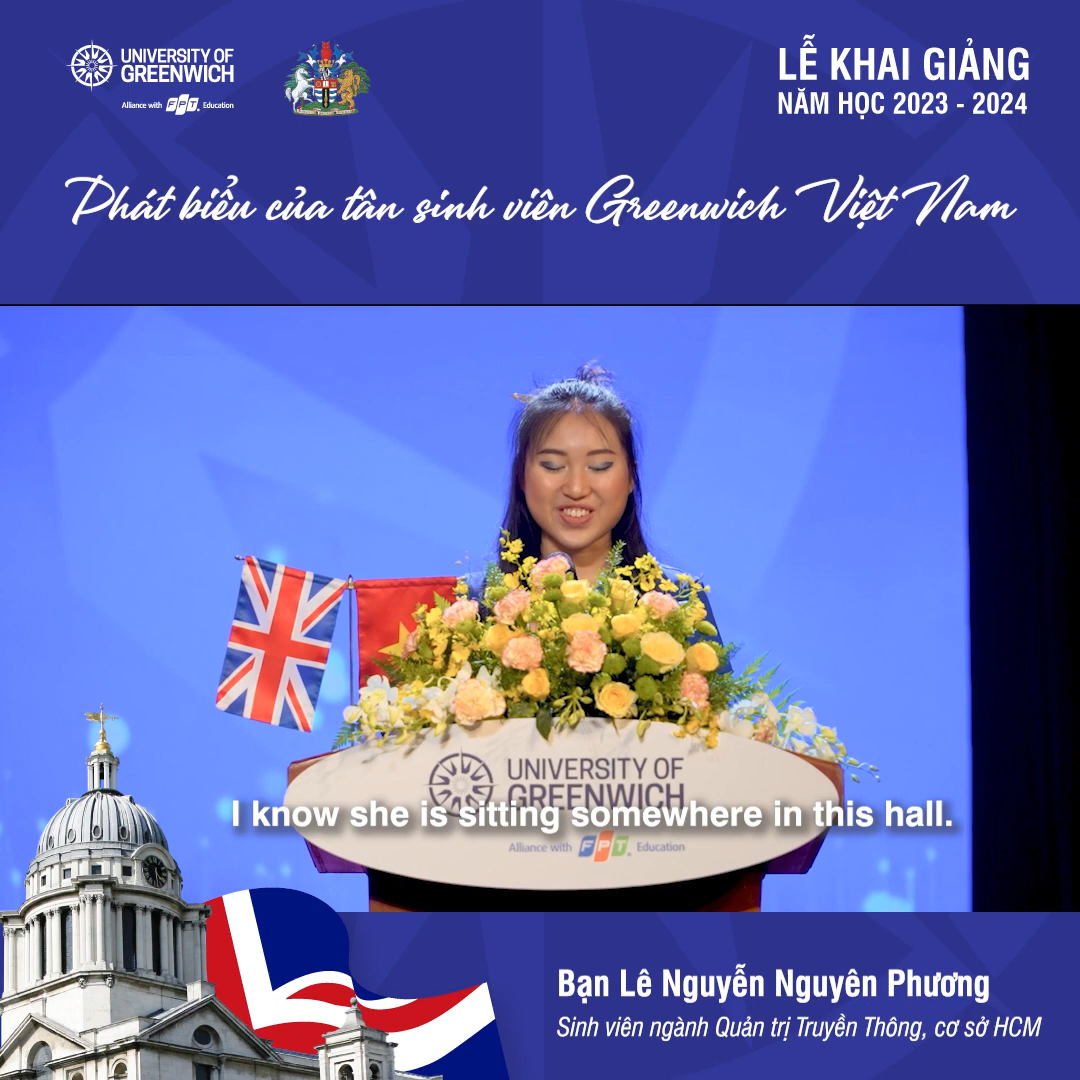 UNIVERSITY OF
GREENWICH
Alliance with FPT Education
LỄ KHAI GIẢNG
NĂM HỌC 2023 - 2024
Phát biểu của tân sinh viên Greenwich Việt Nam
UNIVERSITY OF
GREENWICH
I know she is sitting somewhere in this hall.
Alliance with FPT Education
Bạn Lê Nguyễn Nguyên Phương
Sinh viên ngành Quản trị Truyền Thông, cơ sở HCM